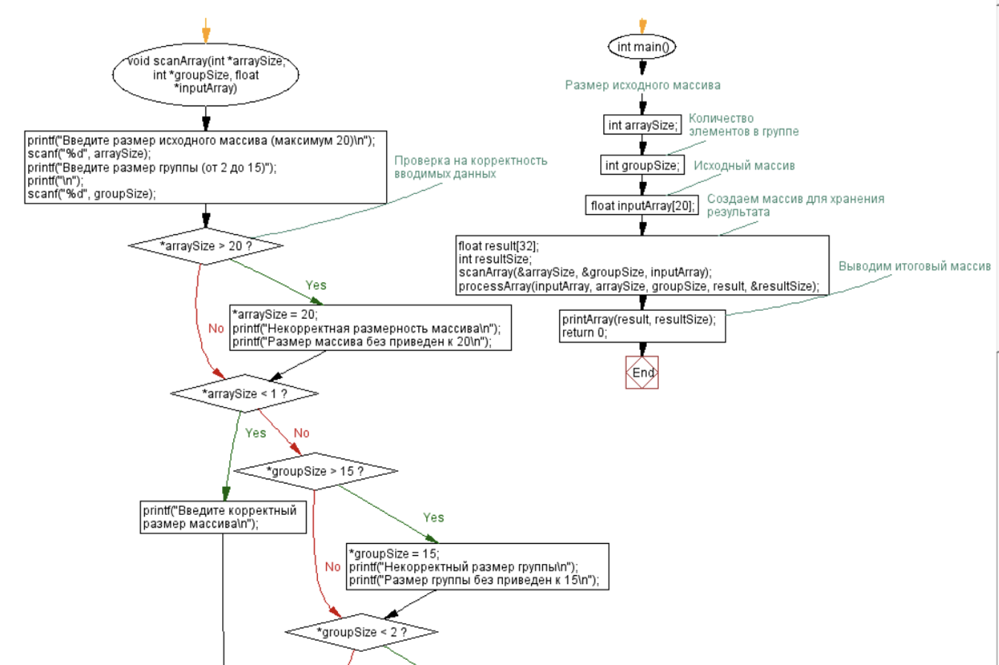 void scanArray(int *arraySize,
int *groupSize, float
*inputArray)
printf("Введите размер исходного массива (максимум 20)\n");
scanf("%d", arraySize);
printf("Введите размер группы (от 2 до 15)");
printf("\n");
scanf("%d", groupSize);
Проверка на корректность
вводимых данных
*arraySize > 20 ?
Yes
No
*arraySize = 20;
printf("Некорректная размерность массива\n");
printf("Размер массива без приведен к 20\n");
*arraySize < 1 ?
Yes
No
*groupSize > 15 ?
printf("Введите корректный
размер массива\n");
Yes
No
*groupSize = 15;
printf("Некорректный размер группы\n");
printf("Размер группы без приведен к 15\n");
*groupSize < 2 ?
int main()
Размер исходного массива
int arraySize;
Количество
элементов в группе
int groupSize;
Исходный массив
float inputArray[20];
Создаем массив для хранения
результата
float result[32];
int resultSize;
scanArray(&arraySize, &groupSize, inputArray);
processArray(inputArray, arraySize, groupSize, result, &resultSize);
Выводим итоговый массив
printArray(result, resultSize);
return 0;
End